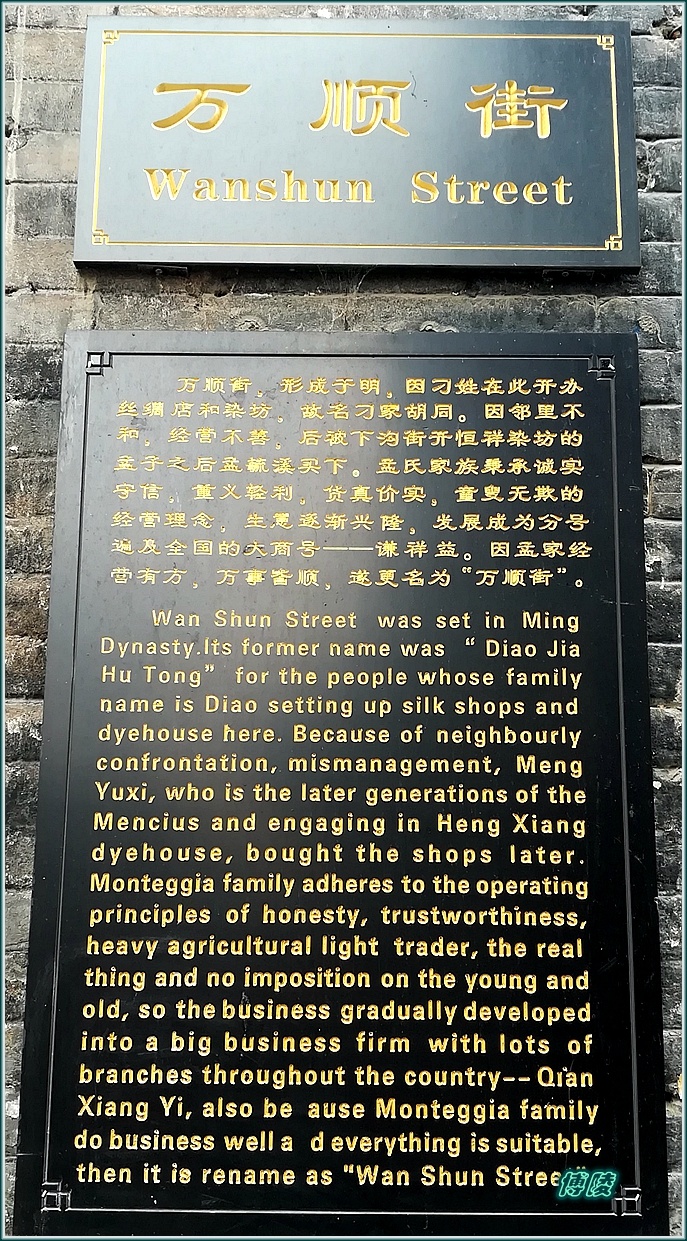 万顺街
Wanshun Street
万顺街，形成于明，因刁姓在此开办
丝绸店和染坊，故名刁家胡同。因邻里不
和，经营不善，后被下沟街开恒祥染坊的
孟子之后孟毓溪买下。孟氏家族秉承诚实
守信，重义轻利，货真价实，童叟无欺的
经营理念，生意逐渐兴隆，发展成为分号
遍及全国的大商号——谦祥益。因孟家经
营有方，万事皆顺，遂更名为“万顺街”。
Wan Shun Street was set in Ming
Dynasty.Its former name was “ Diao Jia
Hu Tong” for the people whose family
name is Diao setting up silk shops and
dyehouse here. Because of neighbourly
confrontation, mismanagement, Meng
Yuxi, who is the later generations of the
Mencius and engaging in Heng Xiang
dyehouse, bought the shops later.
Monteggia family adheres to the operating
principles of honesty, trustworthiness,
heavy agricultural light trader, the real
thing and no imposition on the young and
old, so the business gradually developed
into a big business firm with lots of
branches throughout the country--Qian
Xiang Yi, also be ause Monteggia family
do business well a d everything is suitable,
then it is rename as "Wan Shun Street"
博陵